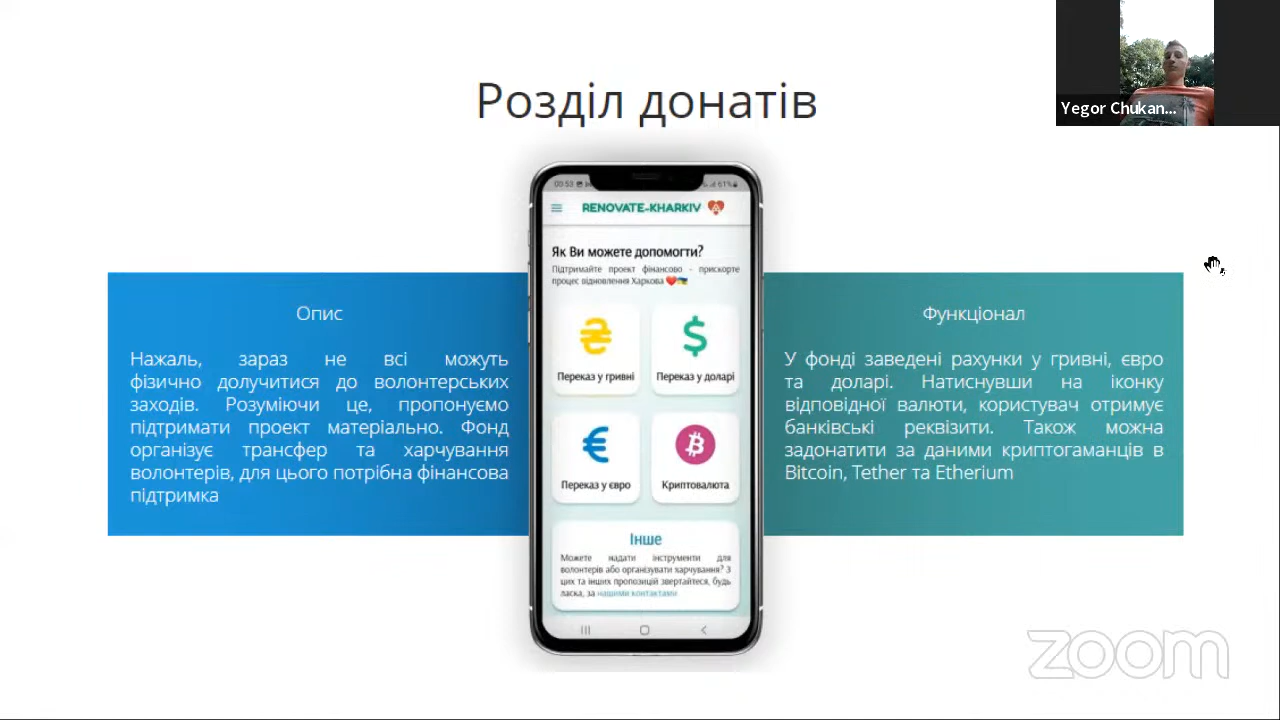 Розділ донатів
Yegor Chukan...
Опис
Нажаль, зараз не всі можуть
фізично долучитися до волонтерських
заходів. Розуміючи це, пропонуємо
підтримати проект матеріально. Фонд
організує трансфер та харчування
волонтерів, для цього потрібна фінансова
підтримка
00:50
61%
RENOVATE-KHARKIV
Як Ви можете допомогти?
Підтримайте проект фінансово - прискорте
процес відновлення Харкова
Переказ у гривні
Переказ у доларі
Переказ у євро
Криптовалюта
Інше
Можете надати інструменти для
волонтерів або організувати харчування? З
цих та інших пропозицій звертайтеся, будь
ласка, за нашими контактами
Функціонал
У фонді заведені рахунки у гривні, євро
та доларі. Натиснувши на іконку
відповідної валюти, користувач отримує
банківські реквізити. Також можна
задонатити за даними криптогаманців в
Bitcoin, Tether та Etherium
zoom